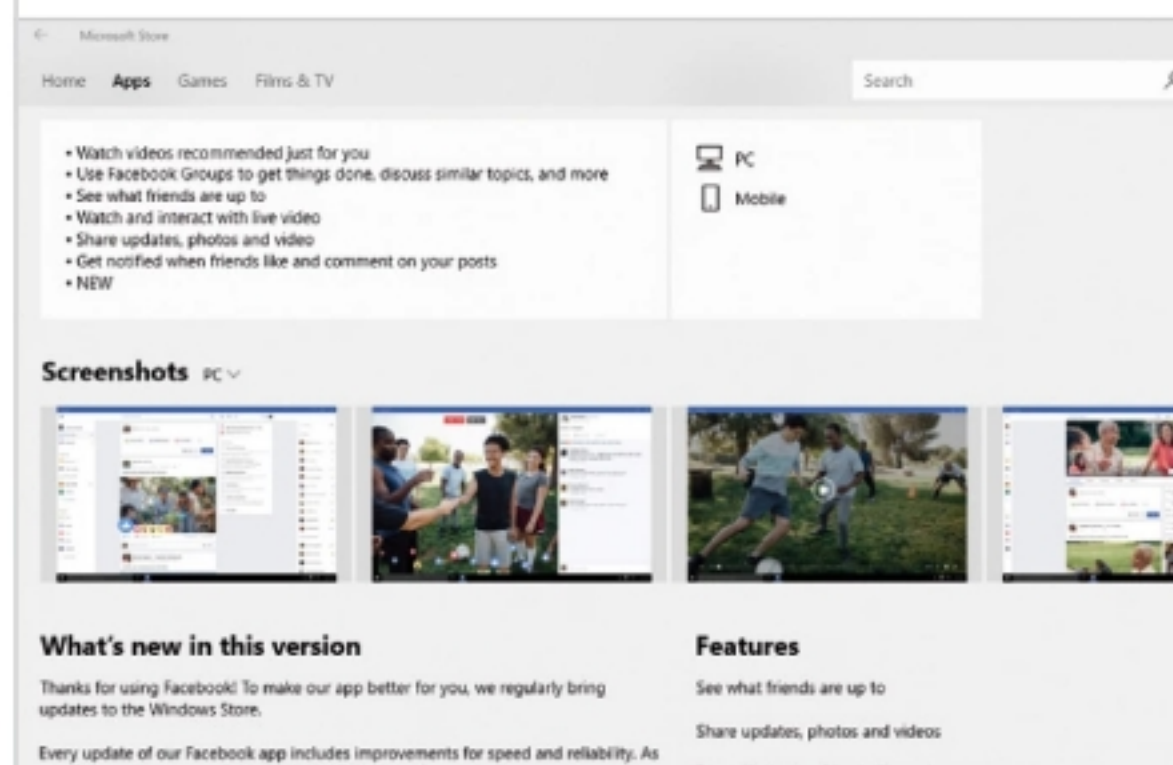 Microsoft Store
Home Apps Games Films & TV
Search
• Watch videos recommended just for you
• Use Facebook Groups to get things done, discuss similar topics, and more
• See what friends are up to
• Watch and interact with live video
• Share updates, photos and video
• Get notified when friends like and comment on your posts
• NEW
PC
Mobile
Screenshots PC
What's new in this version
Thanks for using Facebook! To make our app better for you, we regularly bring
updates to the Windows Store.
Every update of our Facebook app includes improvements for speed and reliability. As
Features
See what friends are up to
Share updates, photos and videos